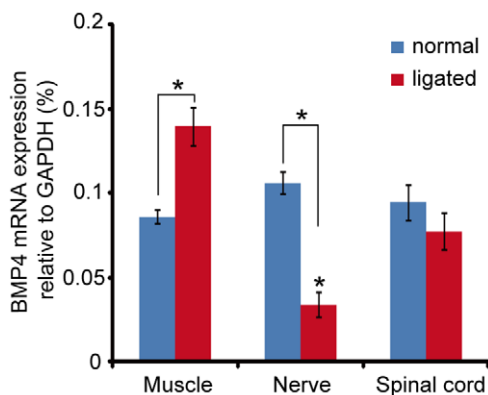 BMP4 mRNA expression
relative to GAPDH (%)
0.2
0.15
0.1
0.05
0
normal
ligated
*
*
*
Muscle
Nerve
Spinal cord